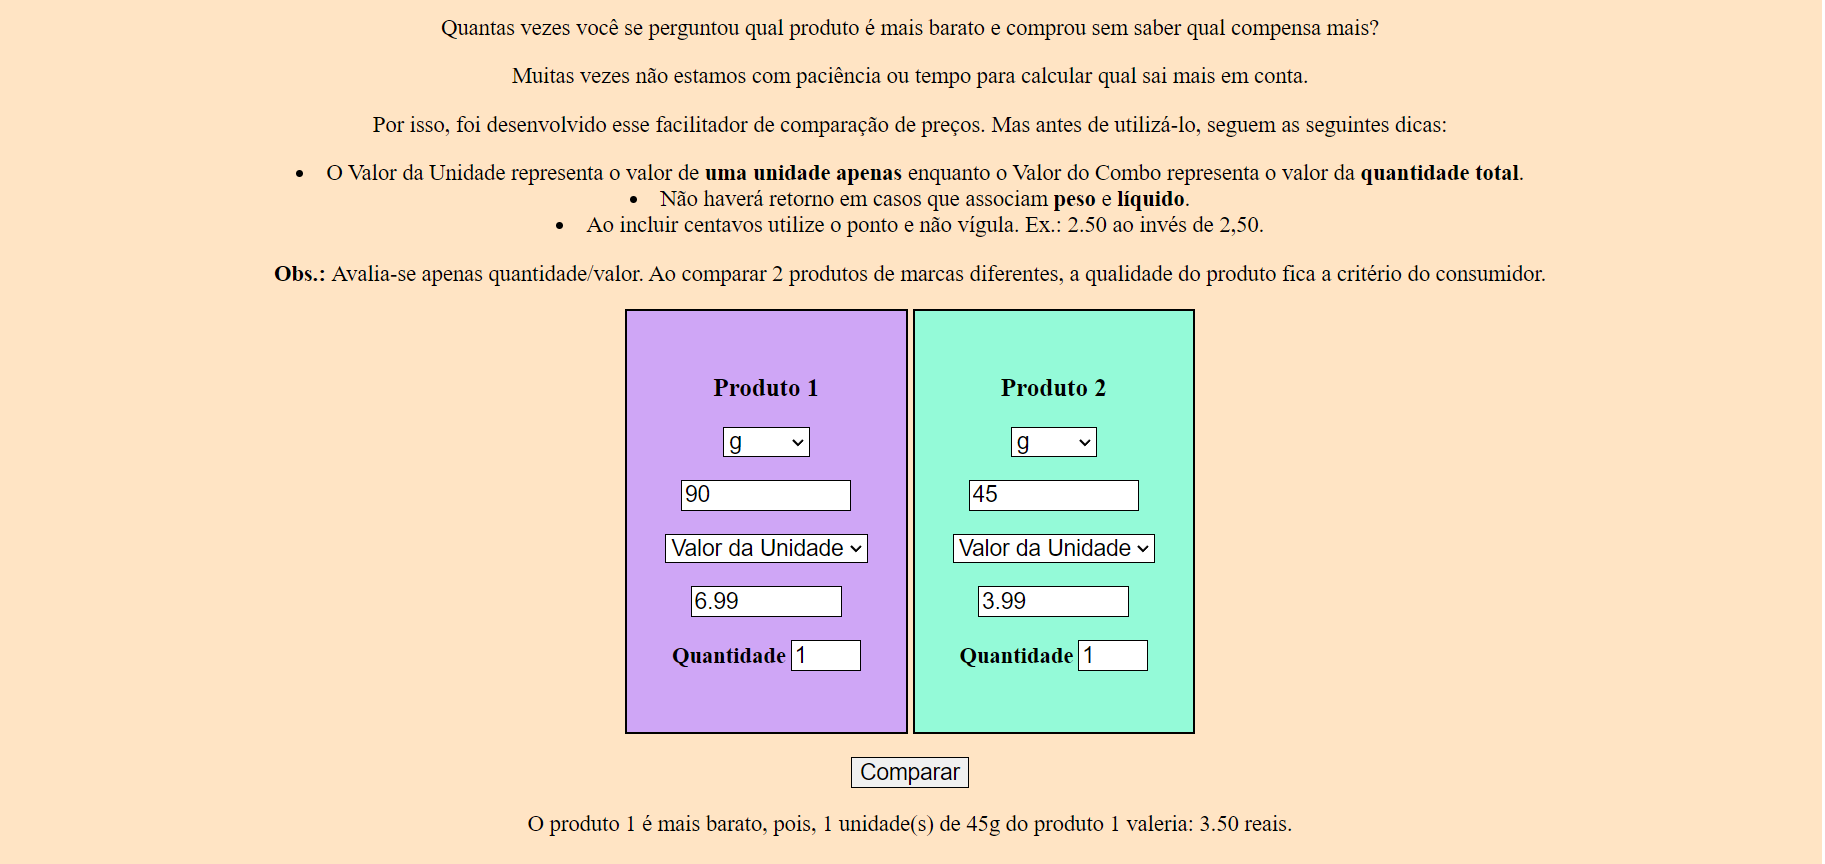 Quantas vezes você se perguntou qual produto é mais barato e comprou sem saber qual compensa mais?
Muitas vezes não estamos com paciência ou tempo para calcular qual sai mais em conta.
Por isso, foi desenvolvido esse facilitador de comparação de preços. Mas antes de utilizá-lo, seguem as seguintes dicas:
• O Valor da Unidade representa o valor de uma unidade apenas enquanto o Valor do Combo representa o valor da quantidade total.
• Não haverá retorno em casos que associam peso e líquido.
• Ao incluir centavos utilize o ponto e não vígula. Ex.: 2.50 ao invés de 2,50.
Obs.: Avalia-se apenas quantidade/valor. Ao comparar 2 produtos de marcas diferentes, a qualidade do produto fica a critério do consumidor.
Produto 1
g
90
Valor da Unidade
6.99
Quantidade 1
Produto 2
g
45
Valor da Unidade
3.99
Quantidade 1
Comparar
O produto 1 é mais barato, pois, 1 unidade(s) de 45g do produto 1 valeria: 3.50 reais.